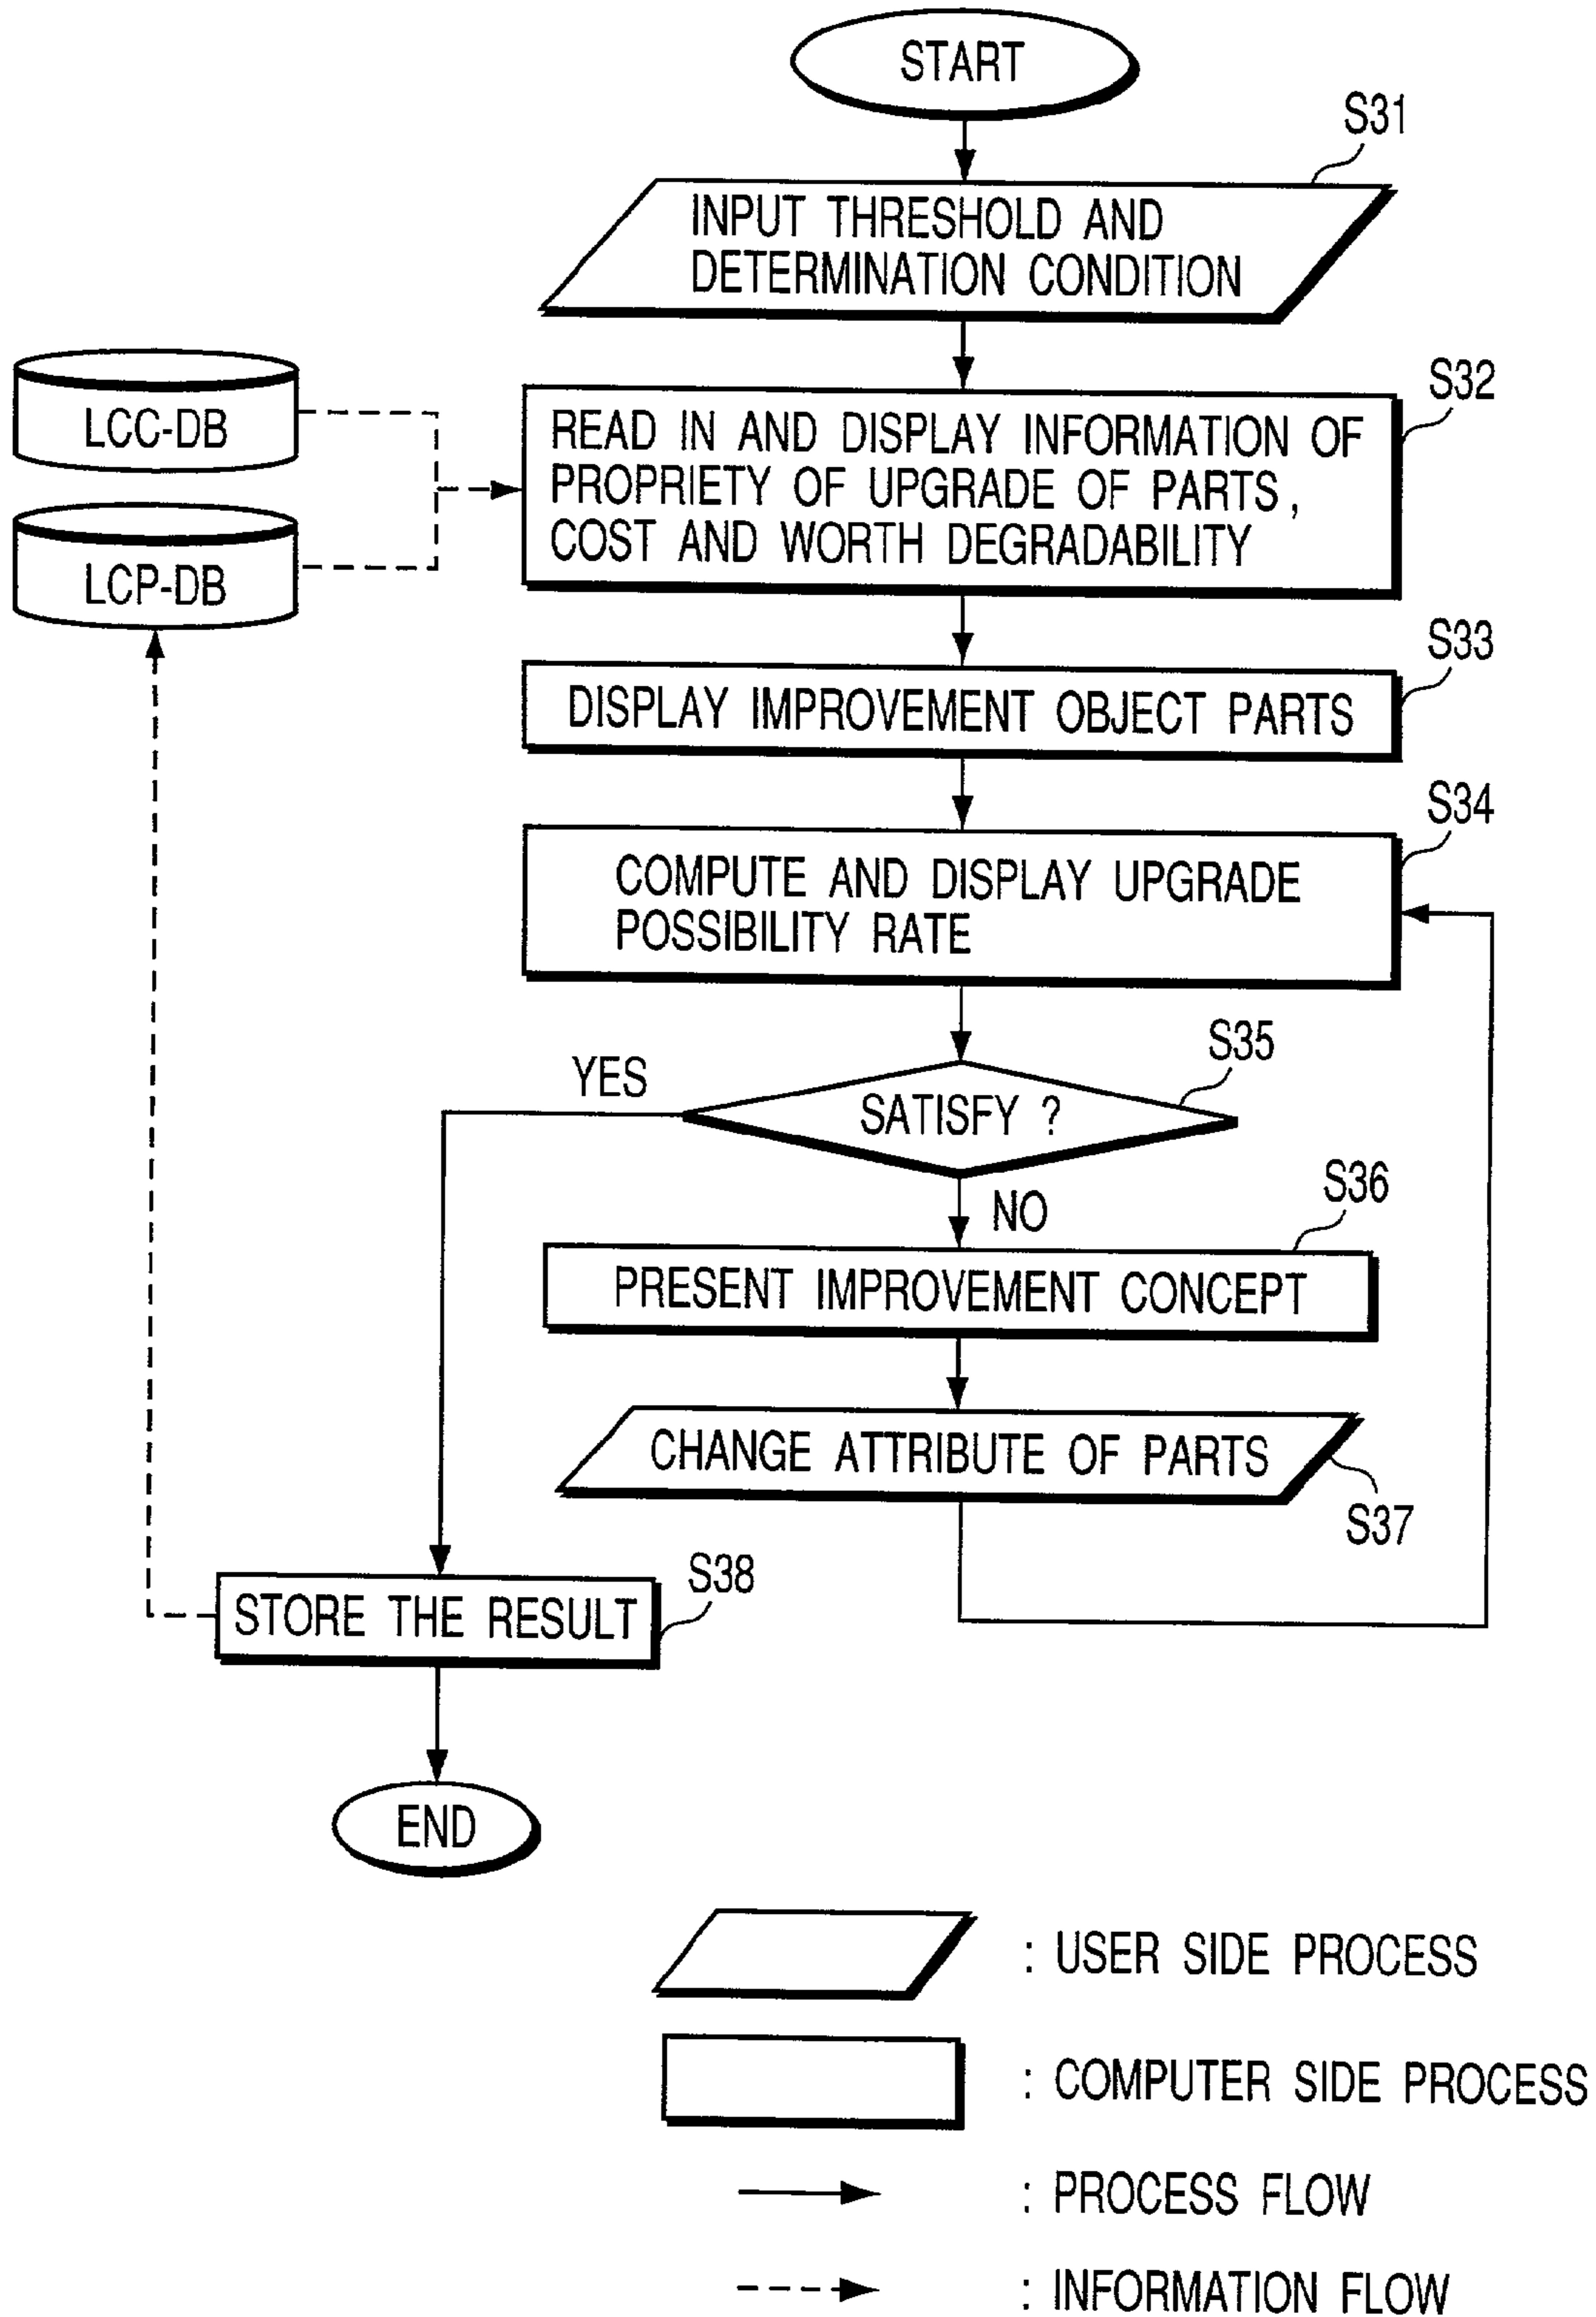 START
S31
INPUT THRESHOLD AND
DETERMINATION CONDITION
LCC-DB
LCP-DB
S32
READ IN AND DISPLAY INFORMATION OF
PROPRIETY OF UPGRADE OF PARTS,
COST AND WORTH DEGRADABILITY
S33
DISPLAY IMPROVEMENT OBJECT PARTS
S34
COMPUTE AND DISPLAY UPGRADE
POSSIBILITY RATE
S35
YES
SATISFY ?
NO
S36
PRESENT IMPROVEMENT CONCEPT
CHANGE ATTRIBUTE OF PARTS
S37
S38
STORE THE RESULT
END
: USER SIDE PROCESS
: COMPUTER SIDE PROCESS
: PROCESS FLOW
: INFORMATION FLOW